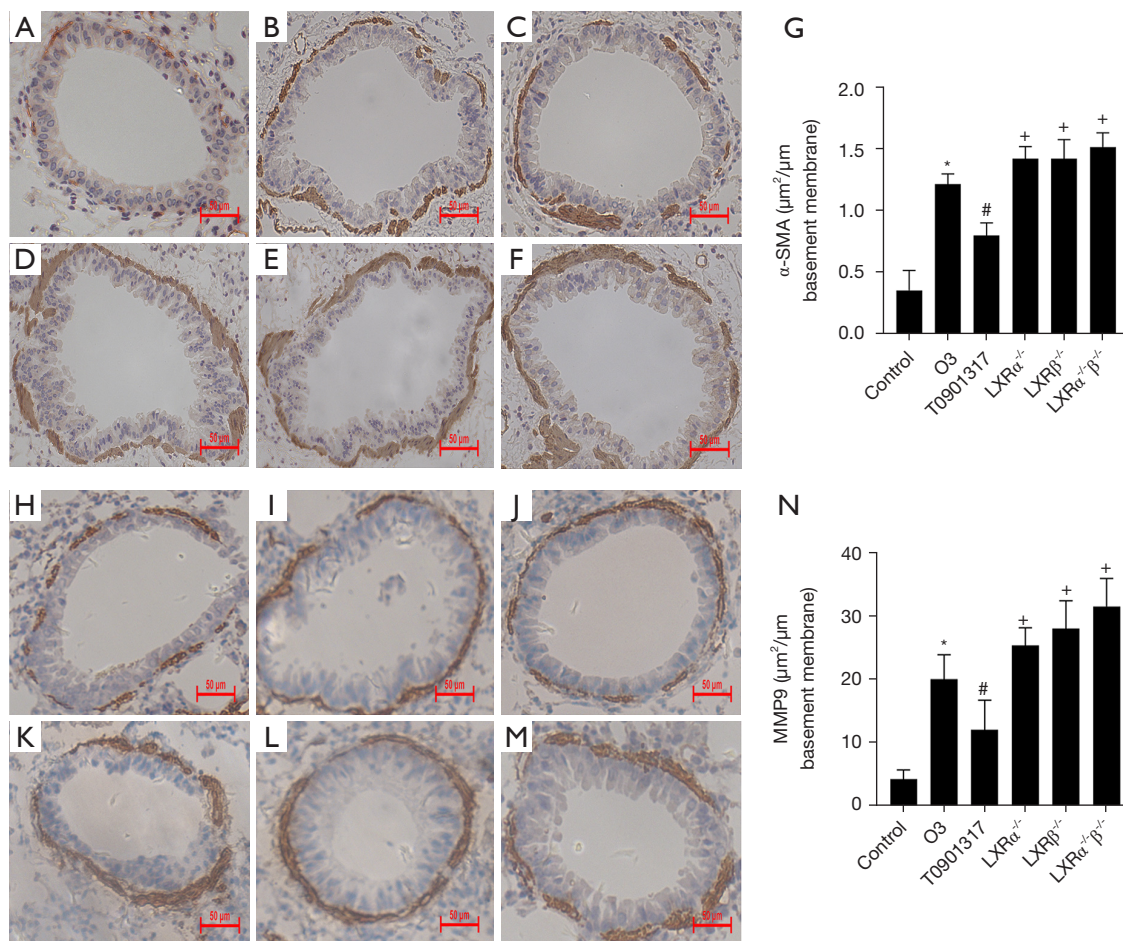 A
B
C
50 µm
50 µm
50 µm
D
E
F
50 µm
50 µm
50 µm
G
α-SMA (µm²/µm
basement membrane)
2.0
1.5
1.0
0.5
0.0
*
#
+
+
+
Control
O3
T0901317
LXRα⁻/⁻
LXRβ⁻/⁻
LXRα⁻/⁻β⁻/⁻
H
I
J
50 µm
50 µm
50 µm
K
L
M
50 µm
50 µm
50 µm
N
MMP9 (µm²/µm
basement membrane)
40
30
20
10
0
*
#
+
+
+
Control
O3
T0901317
LXRα⁻/⁻
LXRβ⁻/⁻
LXRα⁻/⁻β⁻/⁻